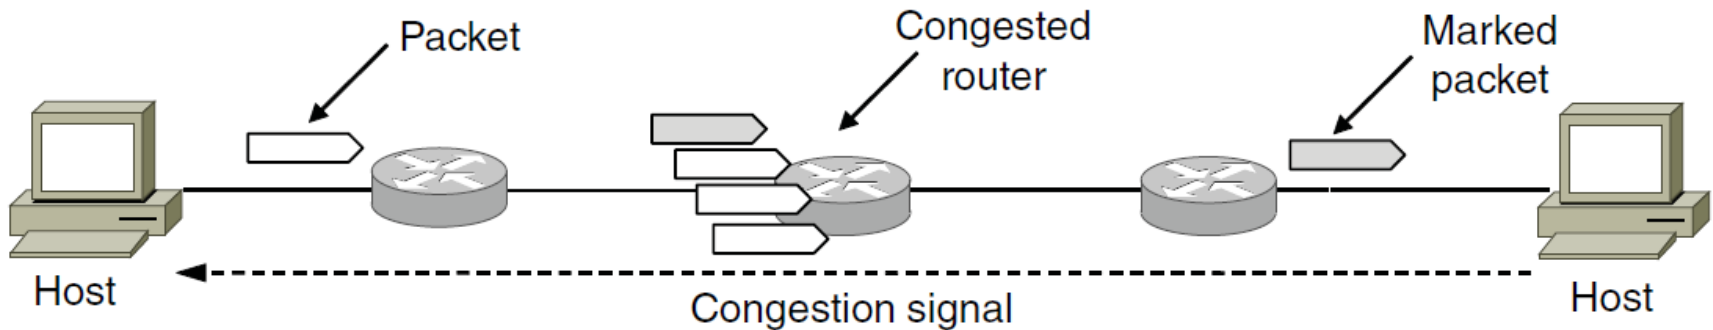 Packet
Congested
router
Marked
packet
Host
Congestion signal
Host